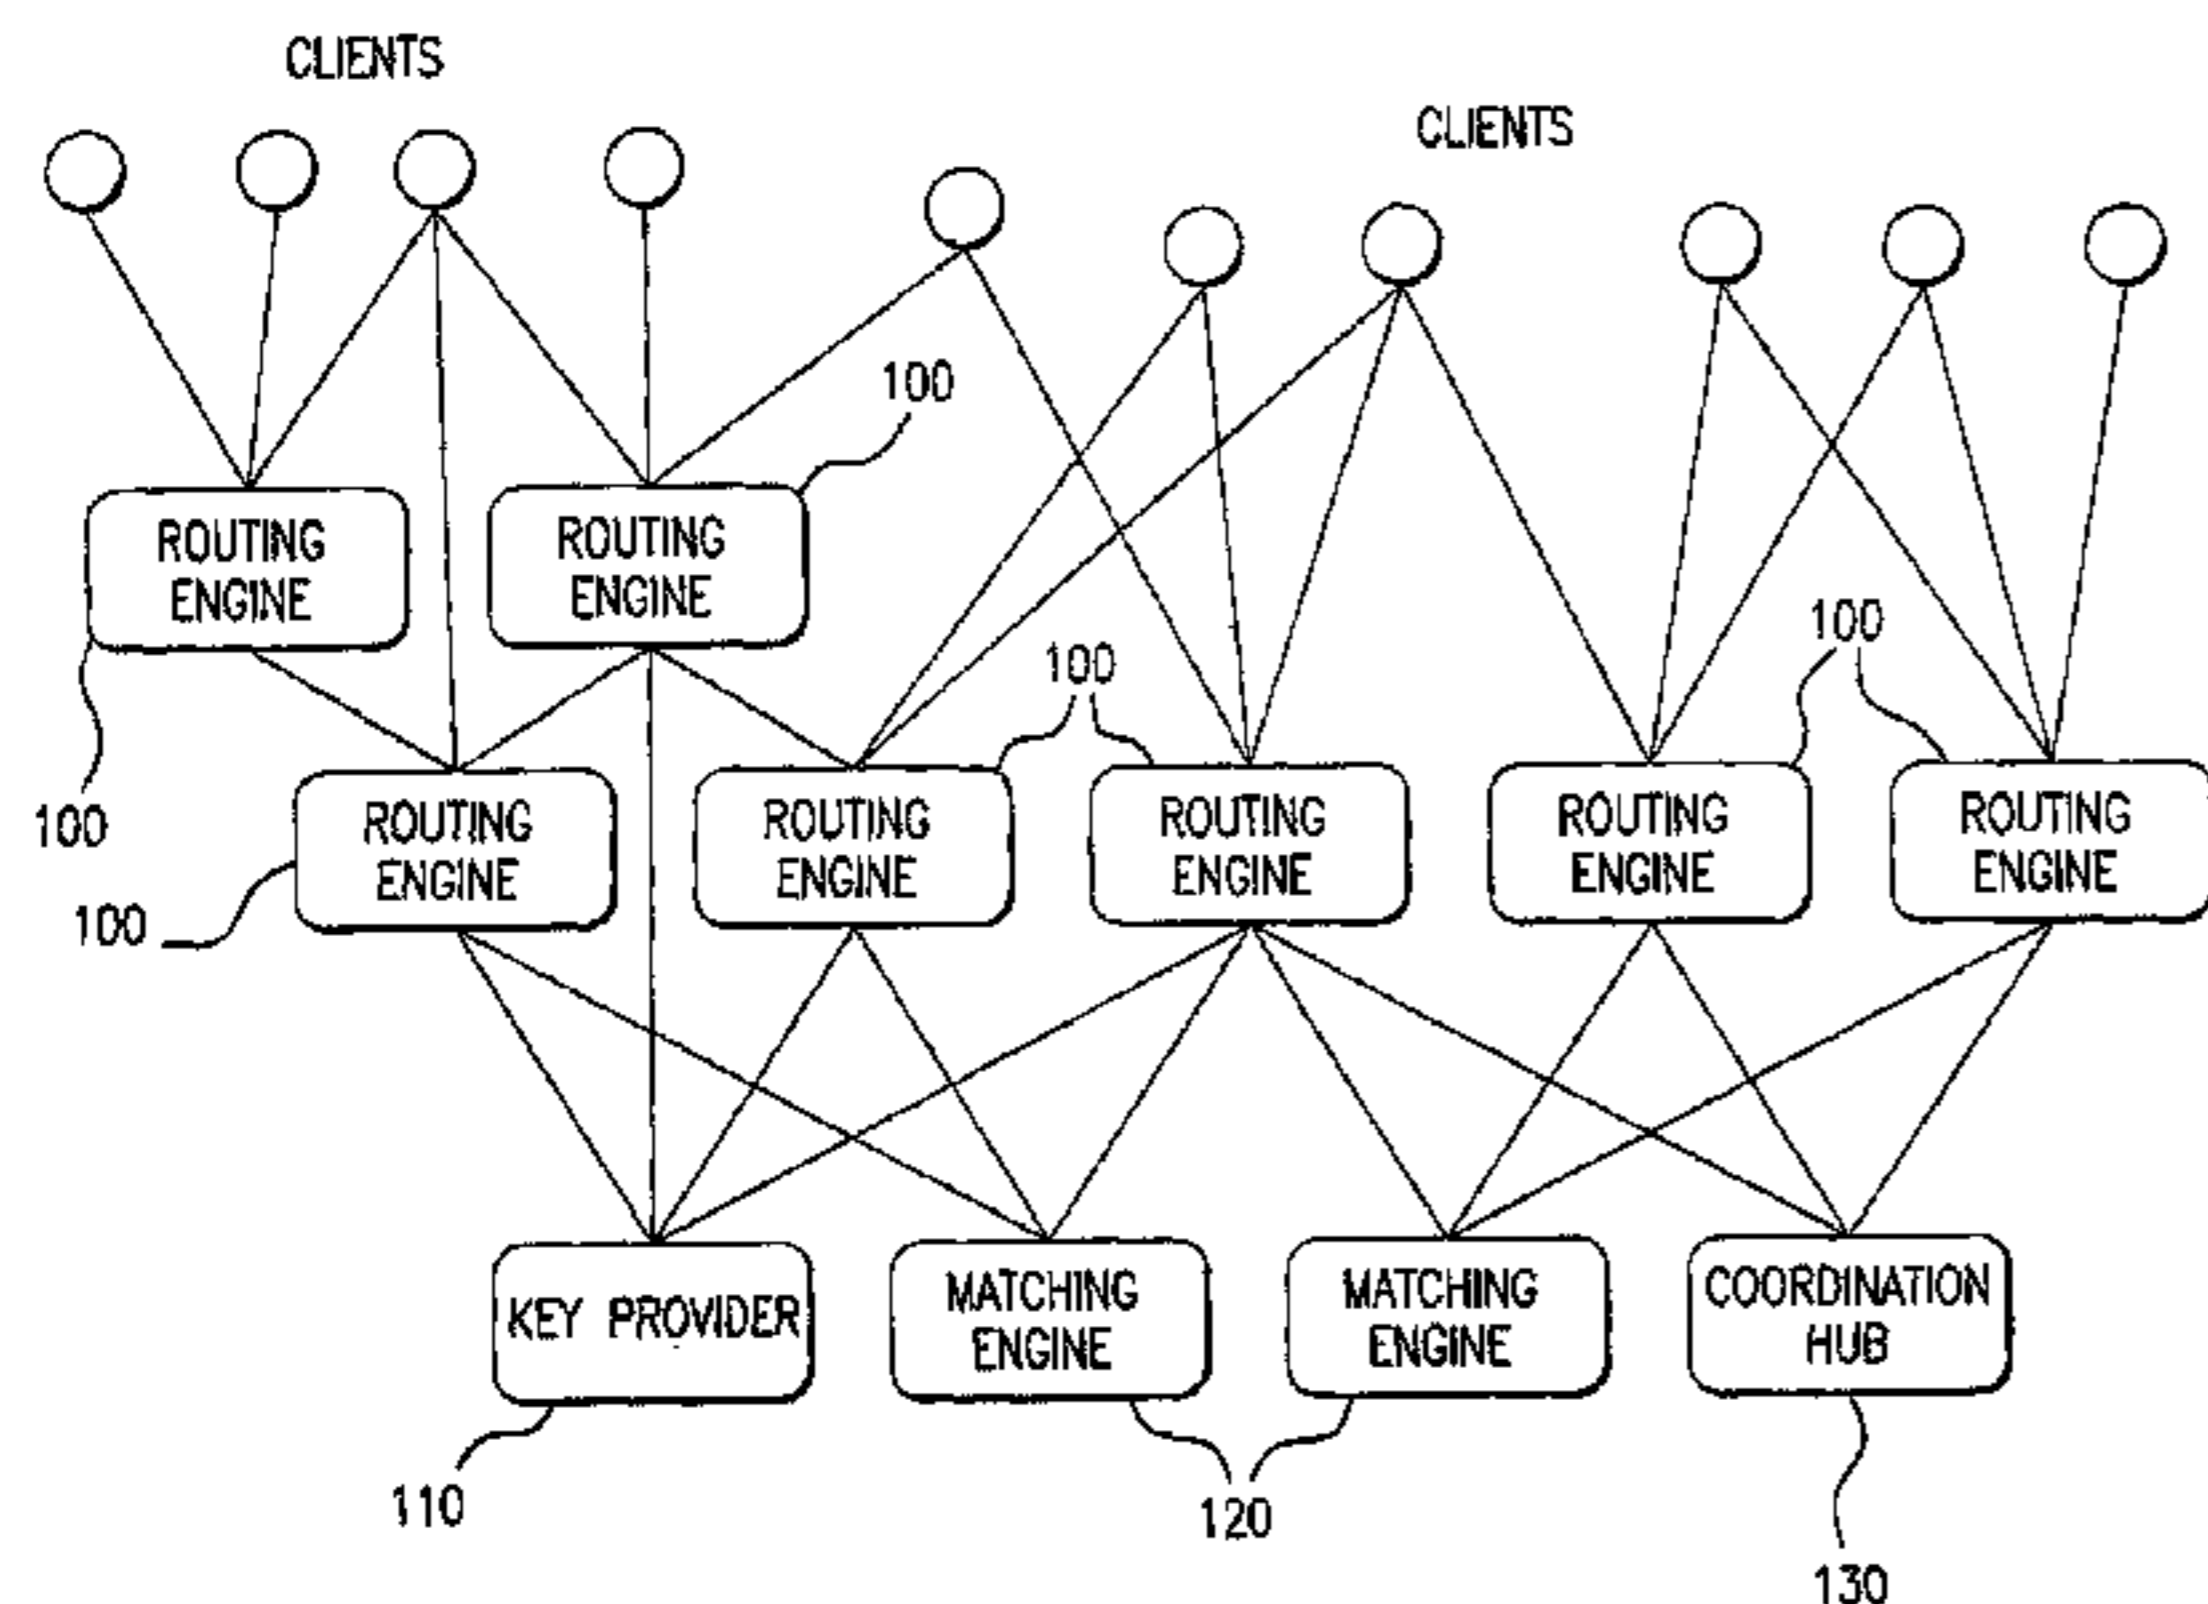 CLIENTS
CLIENTS
100
ROUTING
ENGINE
ROUTING
ENGINE
100
100
100
100
ROUTING
ENGINE
ROUTING
ENGINE
ROUTING
ENGINE
ROUTING
ENGINE
ROUTING
ENGINE
100
KEY PROVIDER
MATCHING
ENGINE
MATCHING
ENGINE
COORDINATION
HUB
110
120
130